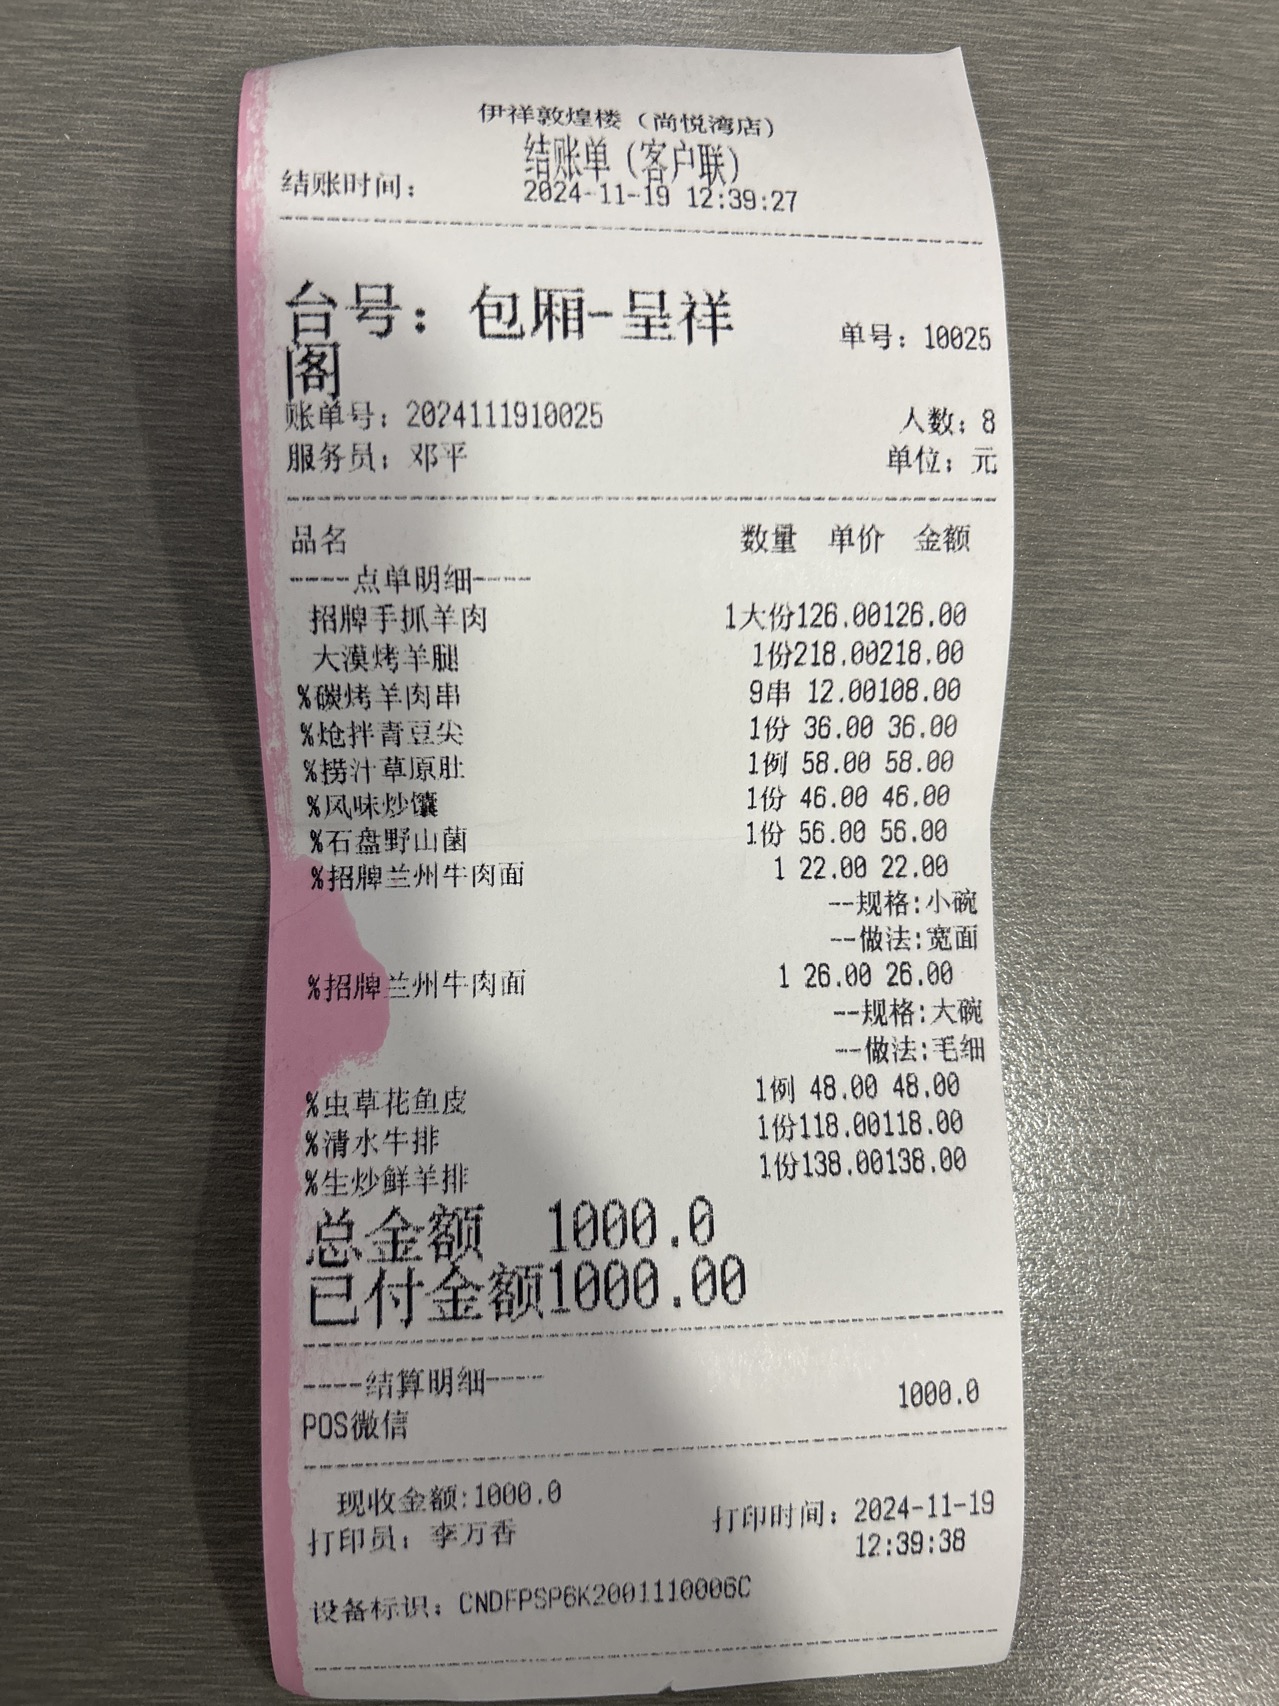 伊祥敦煌楼（尚悦湾店）
结账单（客户联）
结账时间： 2024-11-19 12:39:27
台号：包厢-呈祥
阁
单号：10025
账单号：2024111910025 人数：8
服务员：邓平 单位：元
品名 数量 单价 金额
----点单明细----
招牌手抓羊肉 1大份126.00126.00
大漠烤羊腿 1份218.00218.00
%碳烤羊肉串 9串 12.00108.00
%炝拌青豆尖 1份 36.00 36.00
%捞汁草原肚 1例 58.00 58.00
%风味炒馕 1份 46.00 46.00
%石盘野山菌 1份 56.00 56.00
%招牌兰州牛肉面 1 22.00 22.00
--规格:小碗
--做法:宽面
%招牌兰州牛肉面 1 26.00 26.00
--规格:大碗
--做法:毛细
%虫草花鱼皮 1例 48.00 48.00
%清水牛排 1份118.00118.00
%生炒鲜羊排 1份138.00138.00
总金额 1000.0
已付金额1000.00
----结算明细----
POS微信 1000.0
现收金额:1000.0
打印员：李万香 打印时间：2024-11-19
12:39:38
设备标识：CNDFPSP6K2001110006C